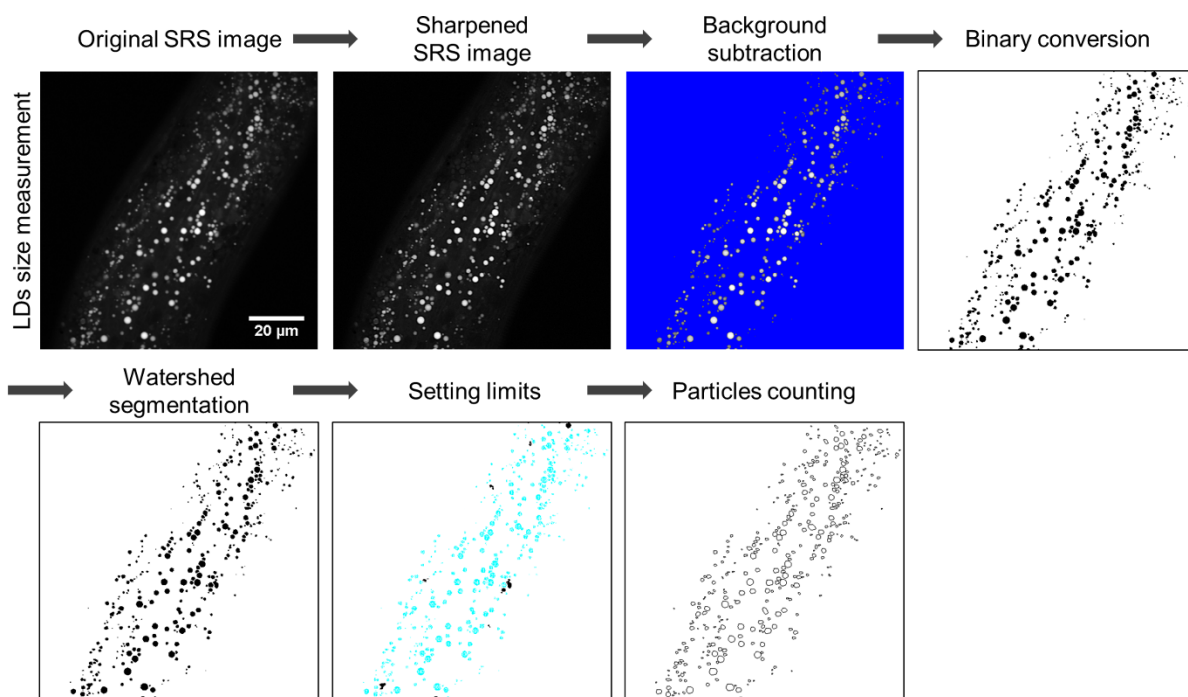 Original SRS image
Sharpened
SRS image
Background
subtraction
Binary conversion
LDs size measurement
20 µm
Watershed
segmentation
Setting limits
Particles counting